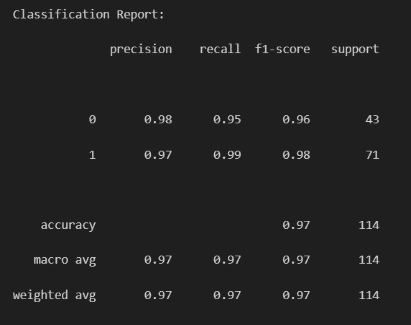 Classification Report:
precision recall f1-score support
0 0.98 0.95 0.96 43
1 0.97 0.99 0.98 71
accuracy 0.97 114
macro avg 0.97 0.97 0.97 114
weighted avg 0.97 0.97 0.97 114